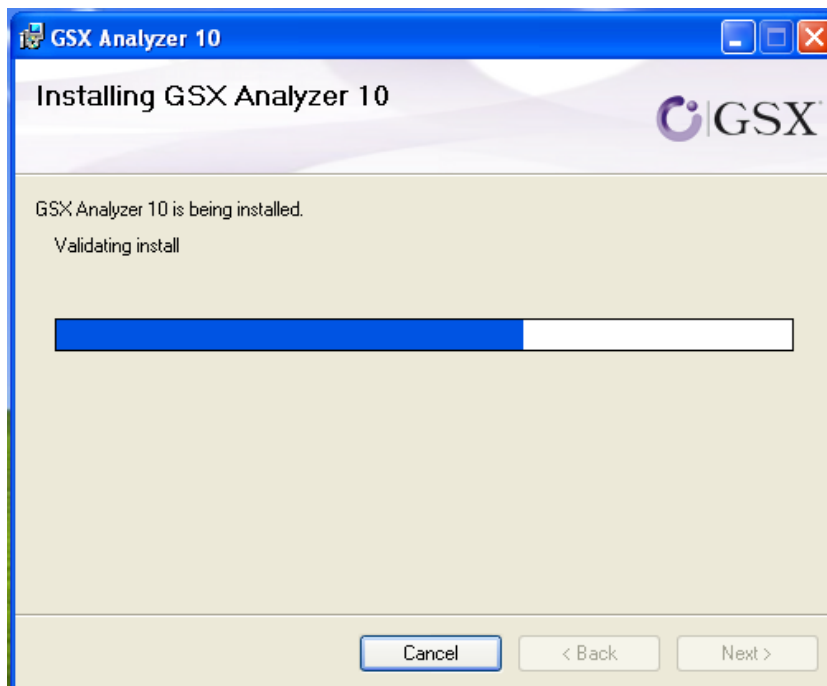 GSX Analyzer 10
Installing GSX Analyzer 10
GSX
GSX Analyzer 10 is being installed.
Validating install
Cancel
< Back
Next >